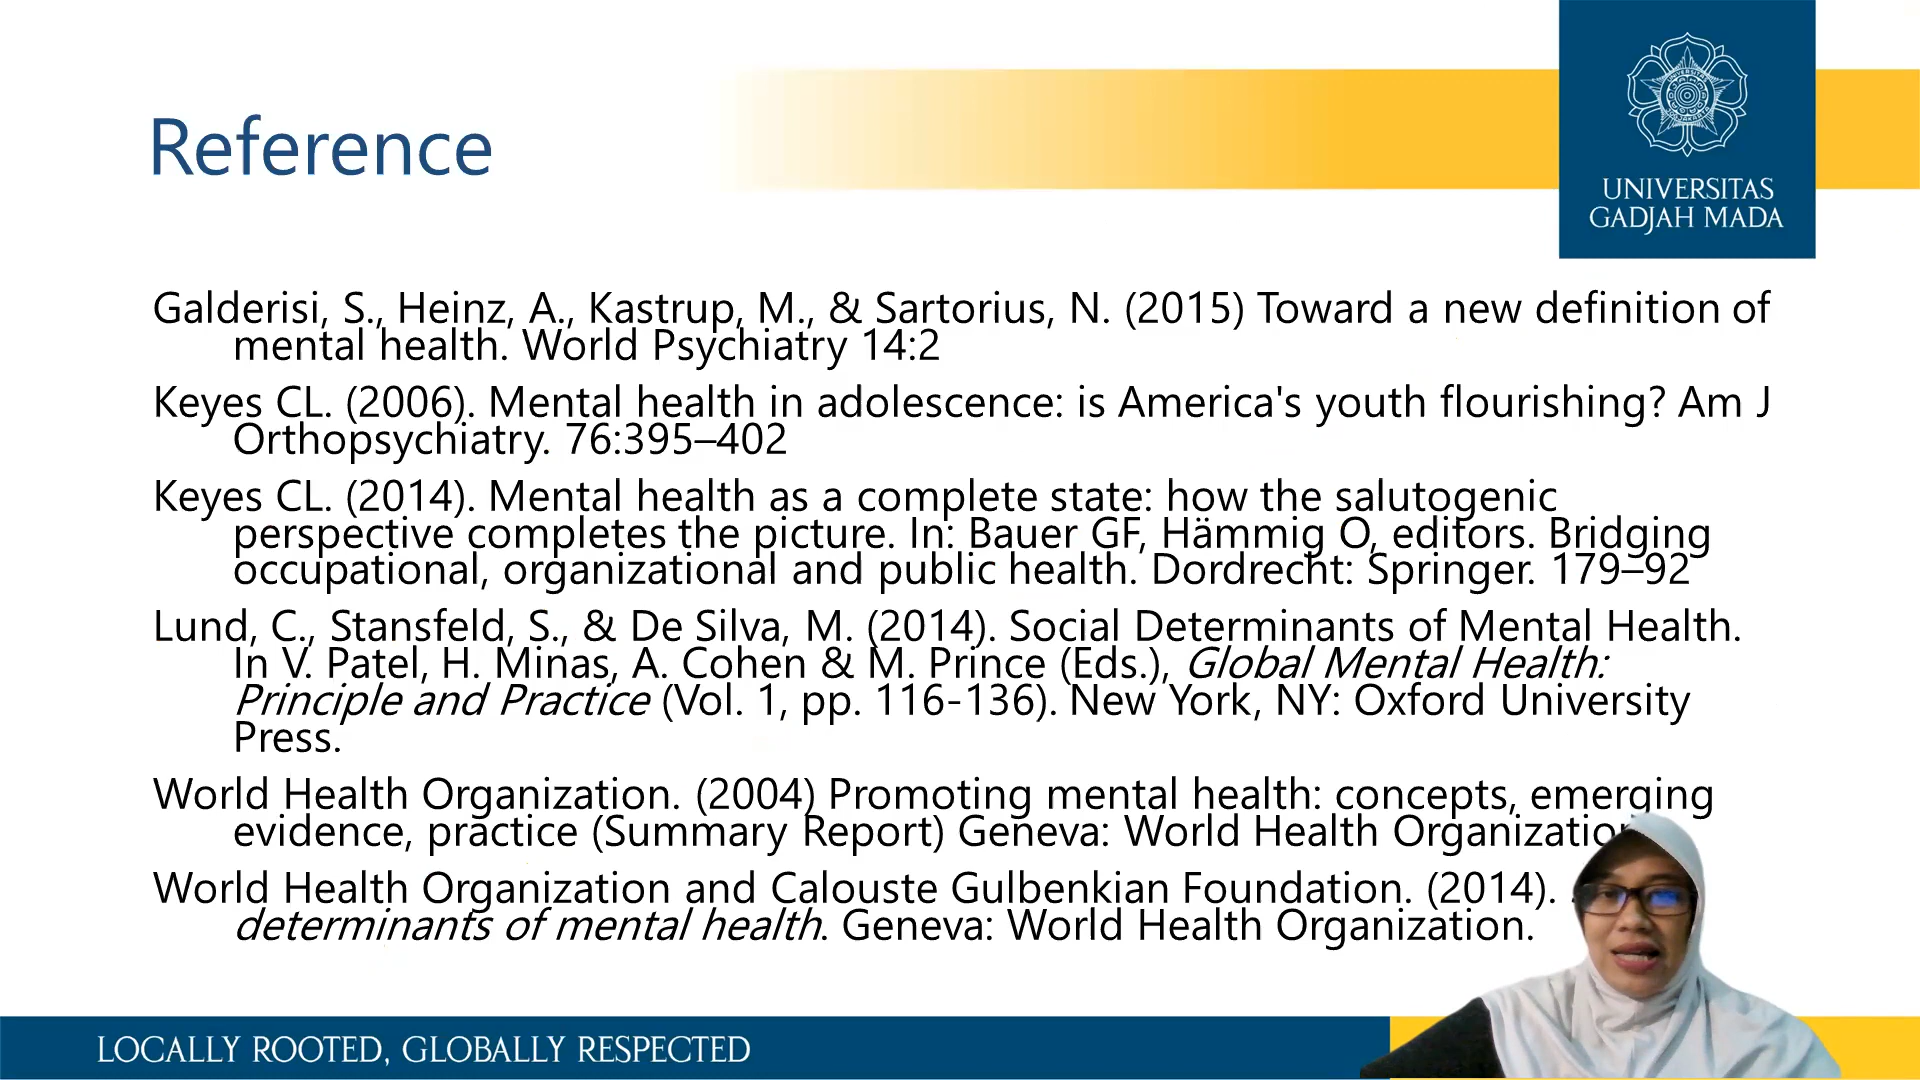 Reference
UNIVERSITAS
GADJAH MADA
Galderisi, S., Heinz, A., Kastrup, M., & Sartorius, N. (2015) Toward a new definition of
mental health. World Psychiatry 14:2
Keyes CL. (2006). Mental health in adolescence: is America's youth flourishing? Am J
Orthopsychiatry. 76:395–402
Keyes CL. (2014). Mental health as a complete state: how the salutogenic
perspective completes the picture. In: Bauer GF, Hämmig O, editors. Bridging
occupational, organizational and public health. Dordrecht: Springer. 179–92
Lund, C., Stansfeld, S., & De Silva, M. (2014). Social Determinants of Mental Health.
In V. Patel, H. Minas, A. Cohen & M. Prince (Eds.), Global Mental Health:
Principle and Practice (Vol. 1, pp. 116-136). New York, NY: Oxford University
Press.
World Health Organization. (2004) Promoting mental health: concepts, emerging
evidence, practice (Summary Report) Geneva: World Health
World Health Organization and Calouste Gulbenkian Foundation. (2014).
determinants of mental health. Geneva: World Health Organization.
LOCALLY ROOTED, GLOBALLY RESPECTED